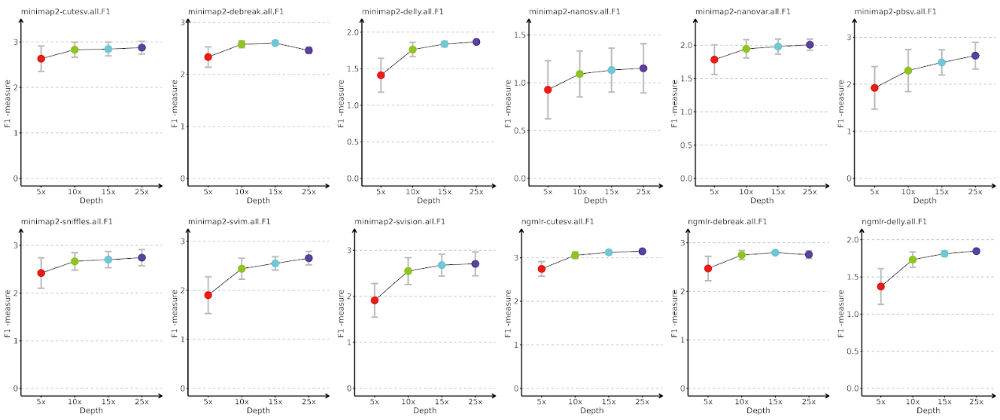 minimap2-cutesv.all.F1
F1 -measure
3
2
1
0
5x 10x 15x 25x
Depth
minimap2-debreak.all.F1
F1 -measure
3
2
1
0
5x 10x 15x 25x
Depth
minimap2-delly.all.F1
F1 -measure
2.0
1.5
1.0
0.5
0.0
5x 10x 15x 25x
Depth
minimap2-nanosv.all.F1
F1 -measure
1.5
1.0
0.5
0.0
5x 10x 15x 25x
Depth
minimap2-nanovar.all.F1
F1 -measure
2.0
1.5
1.0
0.5
0.0
5x 10x 15x 25x
Depth
minimap2-pbsv.all.F1
F1 -measure
3
2
1
0
5x 10x 15x 25x
Depth
minimap2-sniffles.all.F1
F1 -measure
3
2
1
0
5x 10x 15x 25x
Depth
minimap2-svim.all.F1
F1 -measure
3
2
1
0
5x 10x 15x 25x
Depth
minimap2-svision.all.F1
F1 -measure
3
2
1
0
5x 10x 15x 25x
Depth
ngmlr-cutesv.all.F1
F1 -measure
3
2
1
0
5x 10x 15x 25x
Depth
ngmlr-debreak.all.F1
F1 -measure
3
2
1
0
5x 10x 15x 25x
Depth
ngmlr-delly.all.F1
F1 -measure
2.0
1.5
1.0
0.5
0.0
5x 10x 15x 25x
Depth